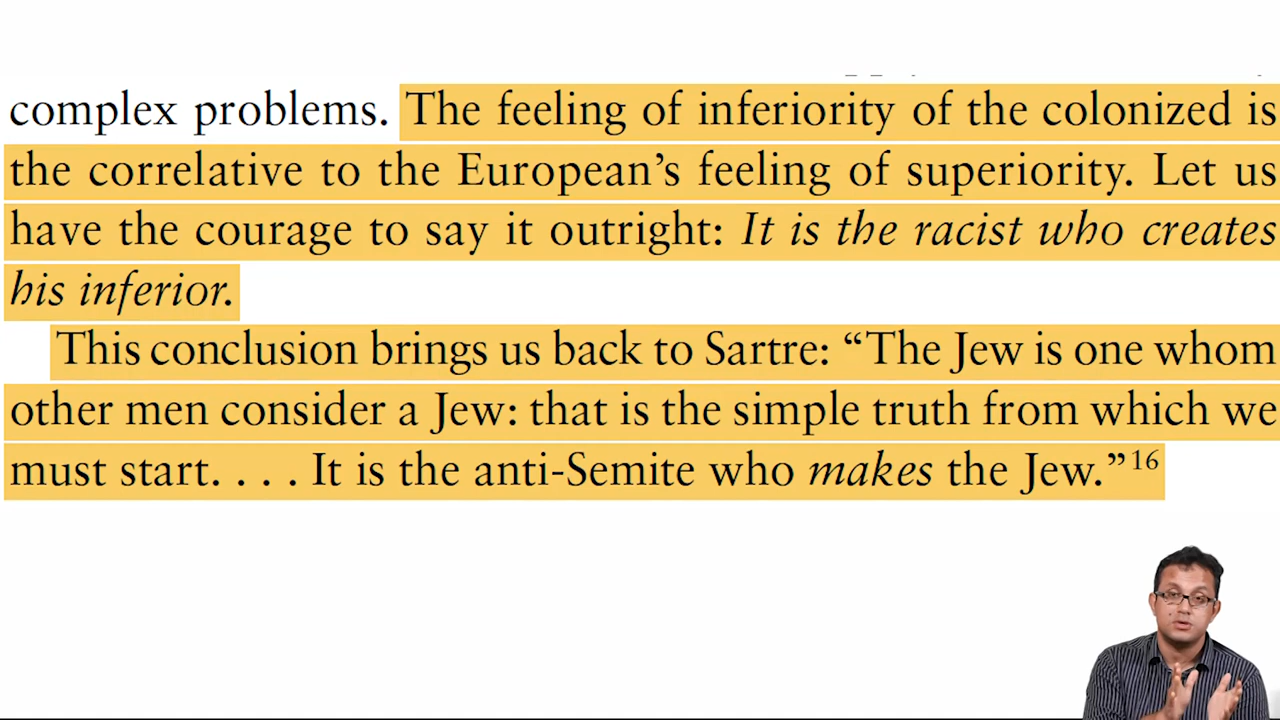 complex problems. The feeling of inferiority of the colonized is
the correlative to the European’s feeling of superiority. Let us
have the courage to say it outright: It is the racist who creates
his inferior.
This conclusion brings us back to Sartre: “The Jew is one whom
other men consider a Jew: that is the simple truth from which we
must start. . . . It is the anti-Semite who makes the Jew.”16